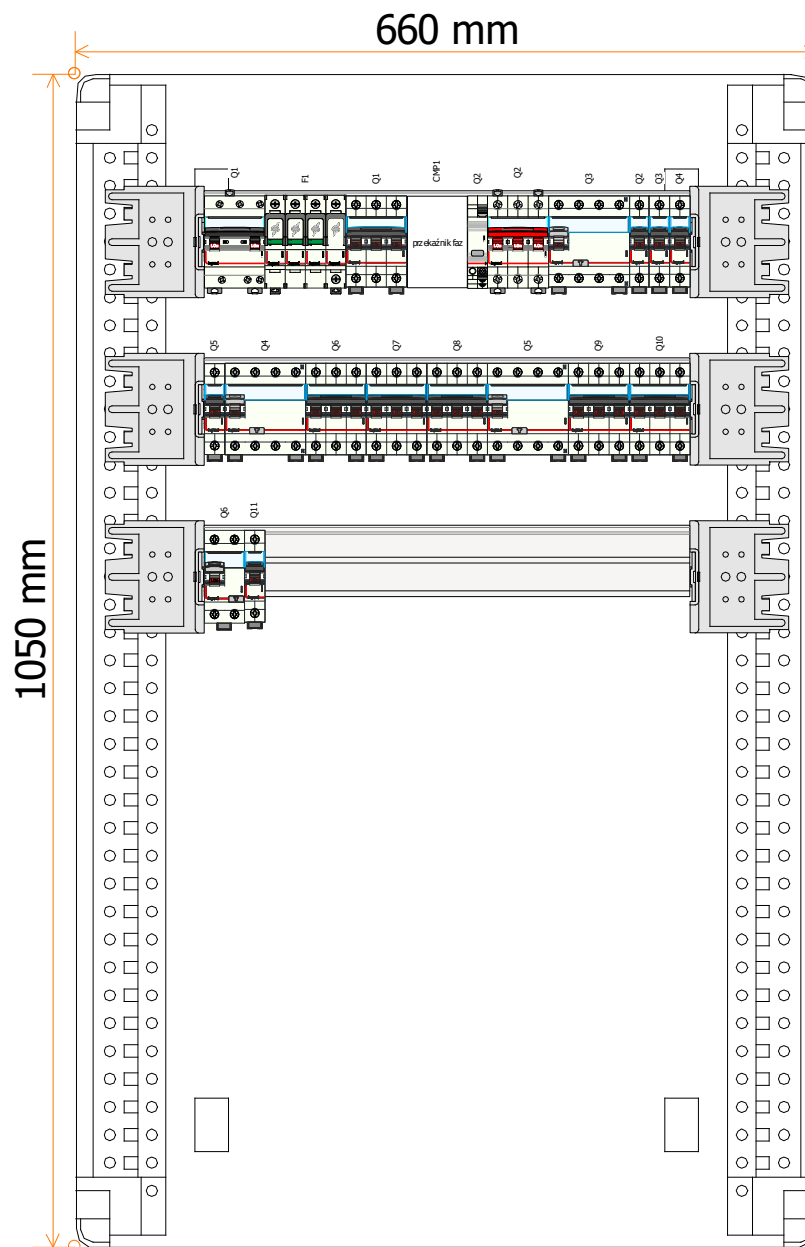 660 mm
1050 mm
Q1 F1 Q1 CMP1 Q2 Q2 Q3 Q2 Q3 Q4
przekaźnik faz
Q5 Q4 Q6 Q7 Q8 Q5 Q9 Q10
Q6 Q11